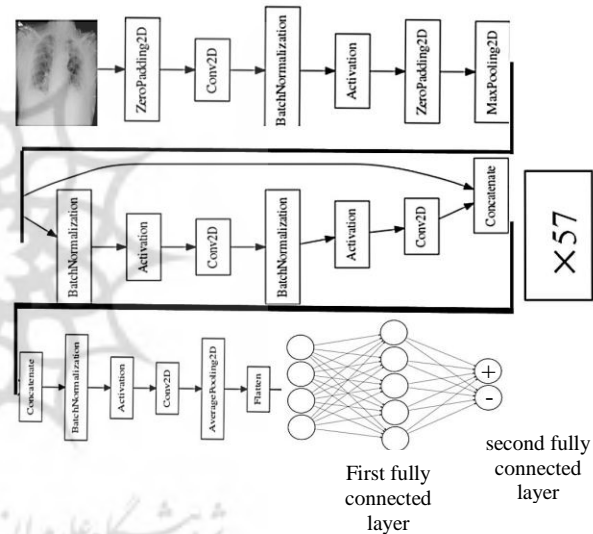 ZeroPadding2D
Conv2D
BatchNormalization
Activation
ZeroPadding2D
MaxPooling2D
BatchNormalization
Activation
Conv2D
BatchNormalization
Activation
Conv2D
Concatenate
X57
Concatenate
BatchNormalization
Activation
Conv2D
AveragePooling2D
Flatten
+
-
First fully
connected
layer
second fully
connected
layer